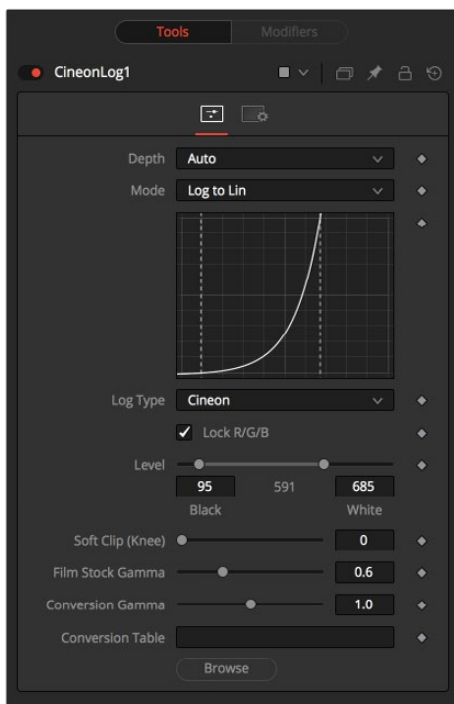 Tools Modifiers
CineonLog1
Depth Auto
Mode Log to Lin
Log Type Cineon
Lock R/G/B
Level
95 591 685
Black White
Soft Clip (Knee) 0
Film Stock Gamma 0.6
Conversion Gamma 1.0
Conversion Table
Browse